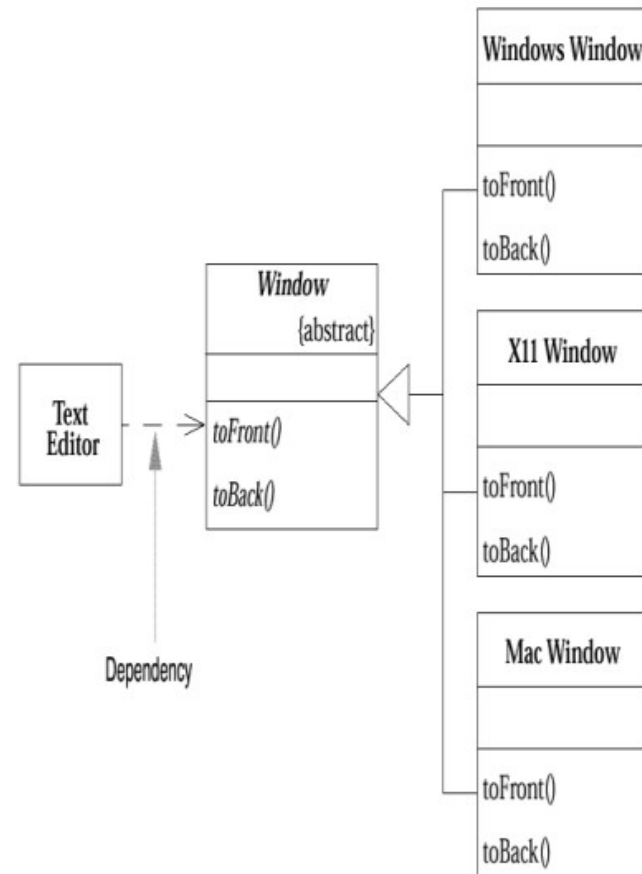 Windows Window
toFront()
toBack()
Window
{abstract}
toFront()
toBack()
Text
Editor
Dependency
X11 Window
toFront()
toBack()
Mac Window
toFront()
toBack()